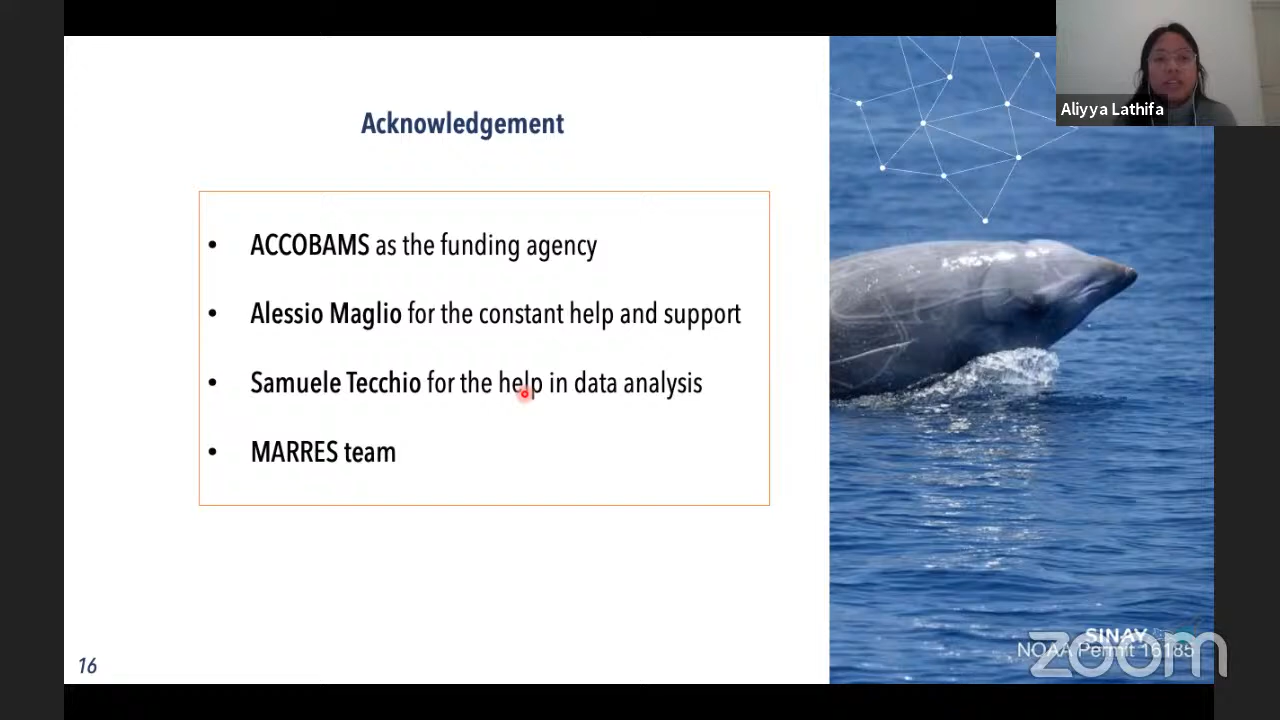 Aliyya Lathifa
Acknowledgement
• ACCOBAMS as the funding agency
• Alessio Maglio for the constant help and support
• Samuele Tecchio for the help in data analysis
• MARRES team
SINAY
NOAA Permit 16185
zoom
16